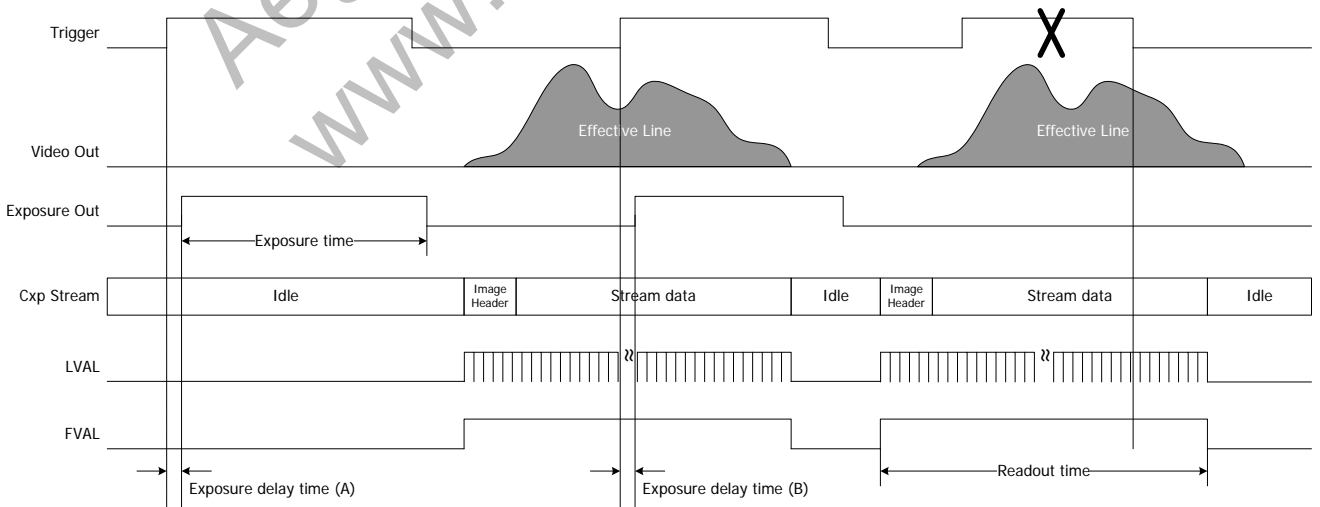 Trigger
Effective Line
Effective Line
Video Out
Exposure Out
Exposure time
Cxp Stream
Idle
Image
Header
Stream data
Idle
Image
Header
Stream data
Idle
LVAL
≈
≈
FVAL
Readout time
Exposure delay time (A)
Exposure delay time (B)